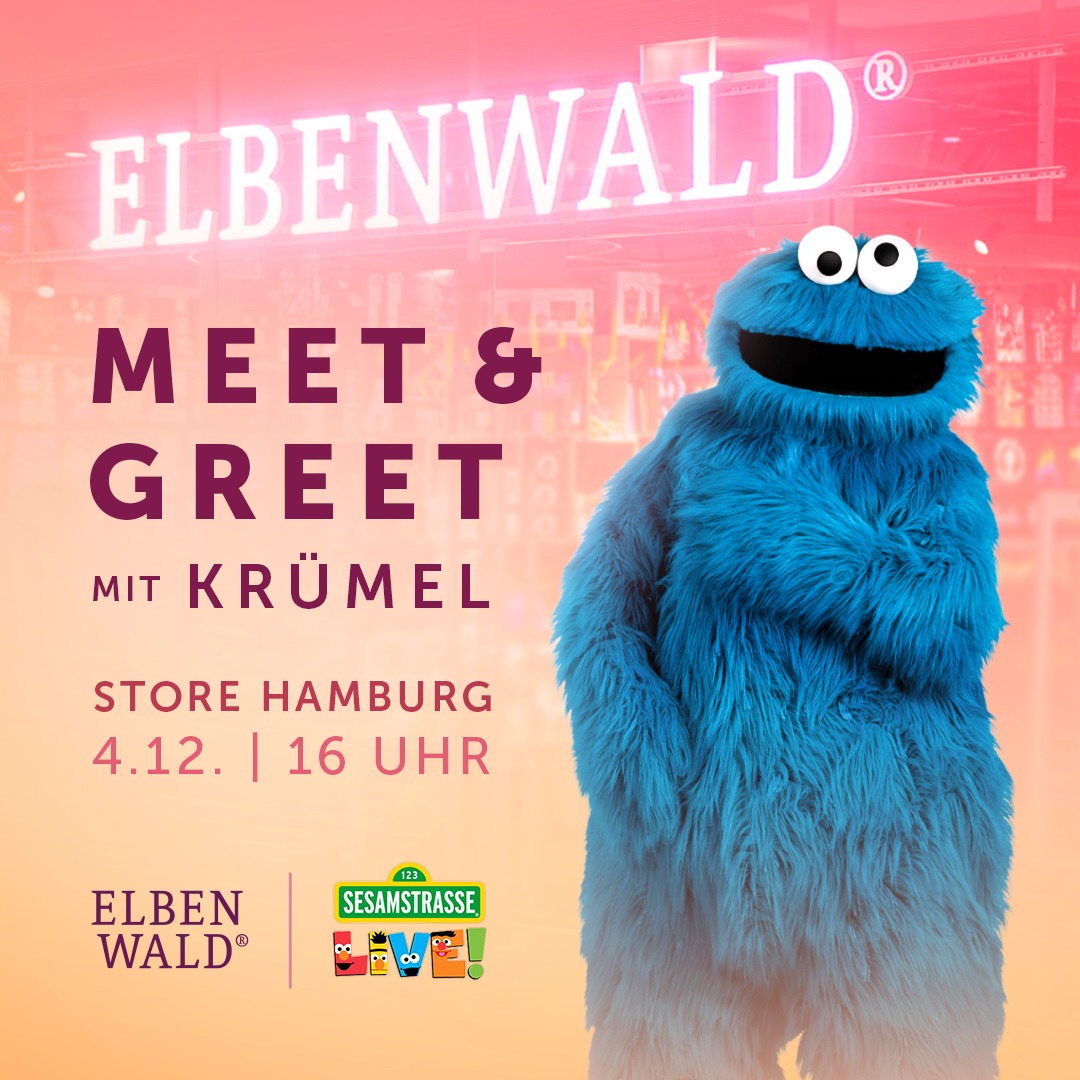 ELBENWALD®
MEET &
GREET
MIT KRÜMEL
STORE HAMBURG
4.12. | 16 UHR
ELBEN
WALD®
123
SESAMSTRASSE
LIVE!